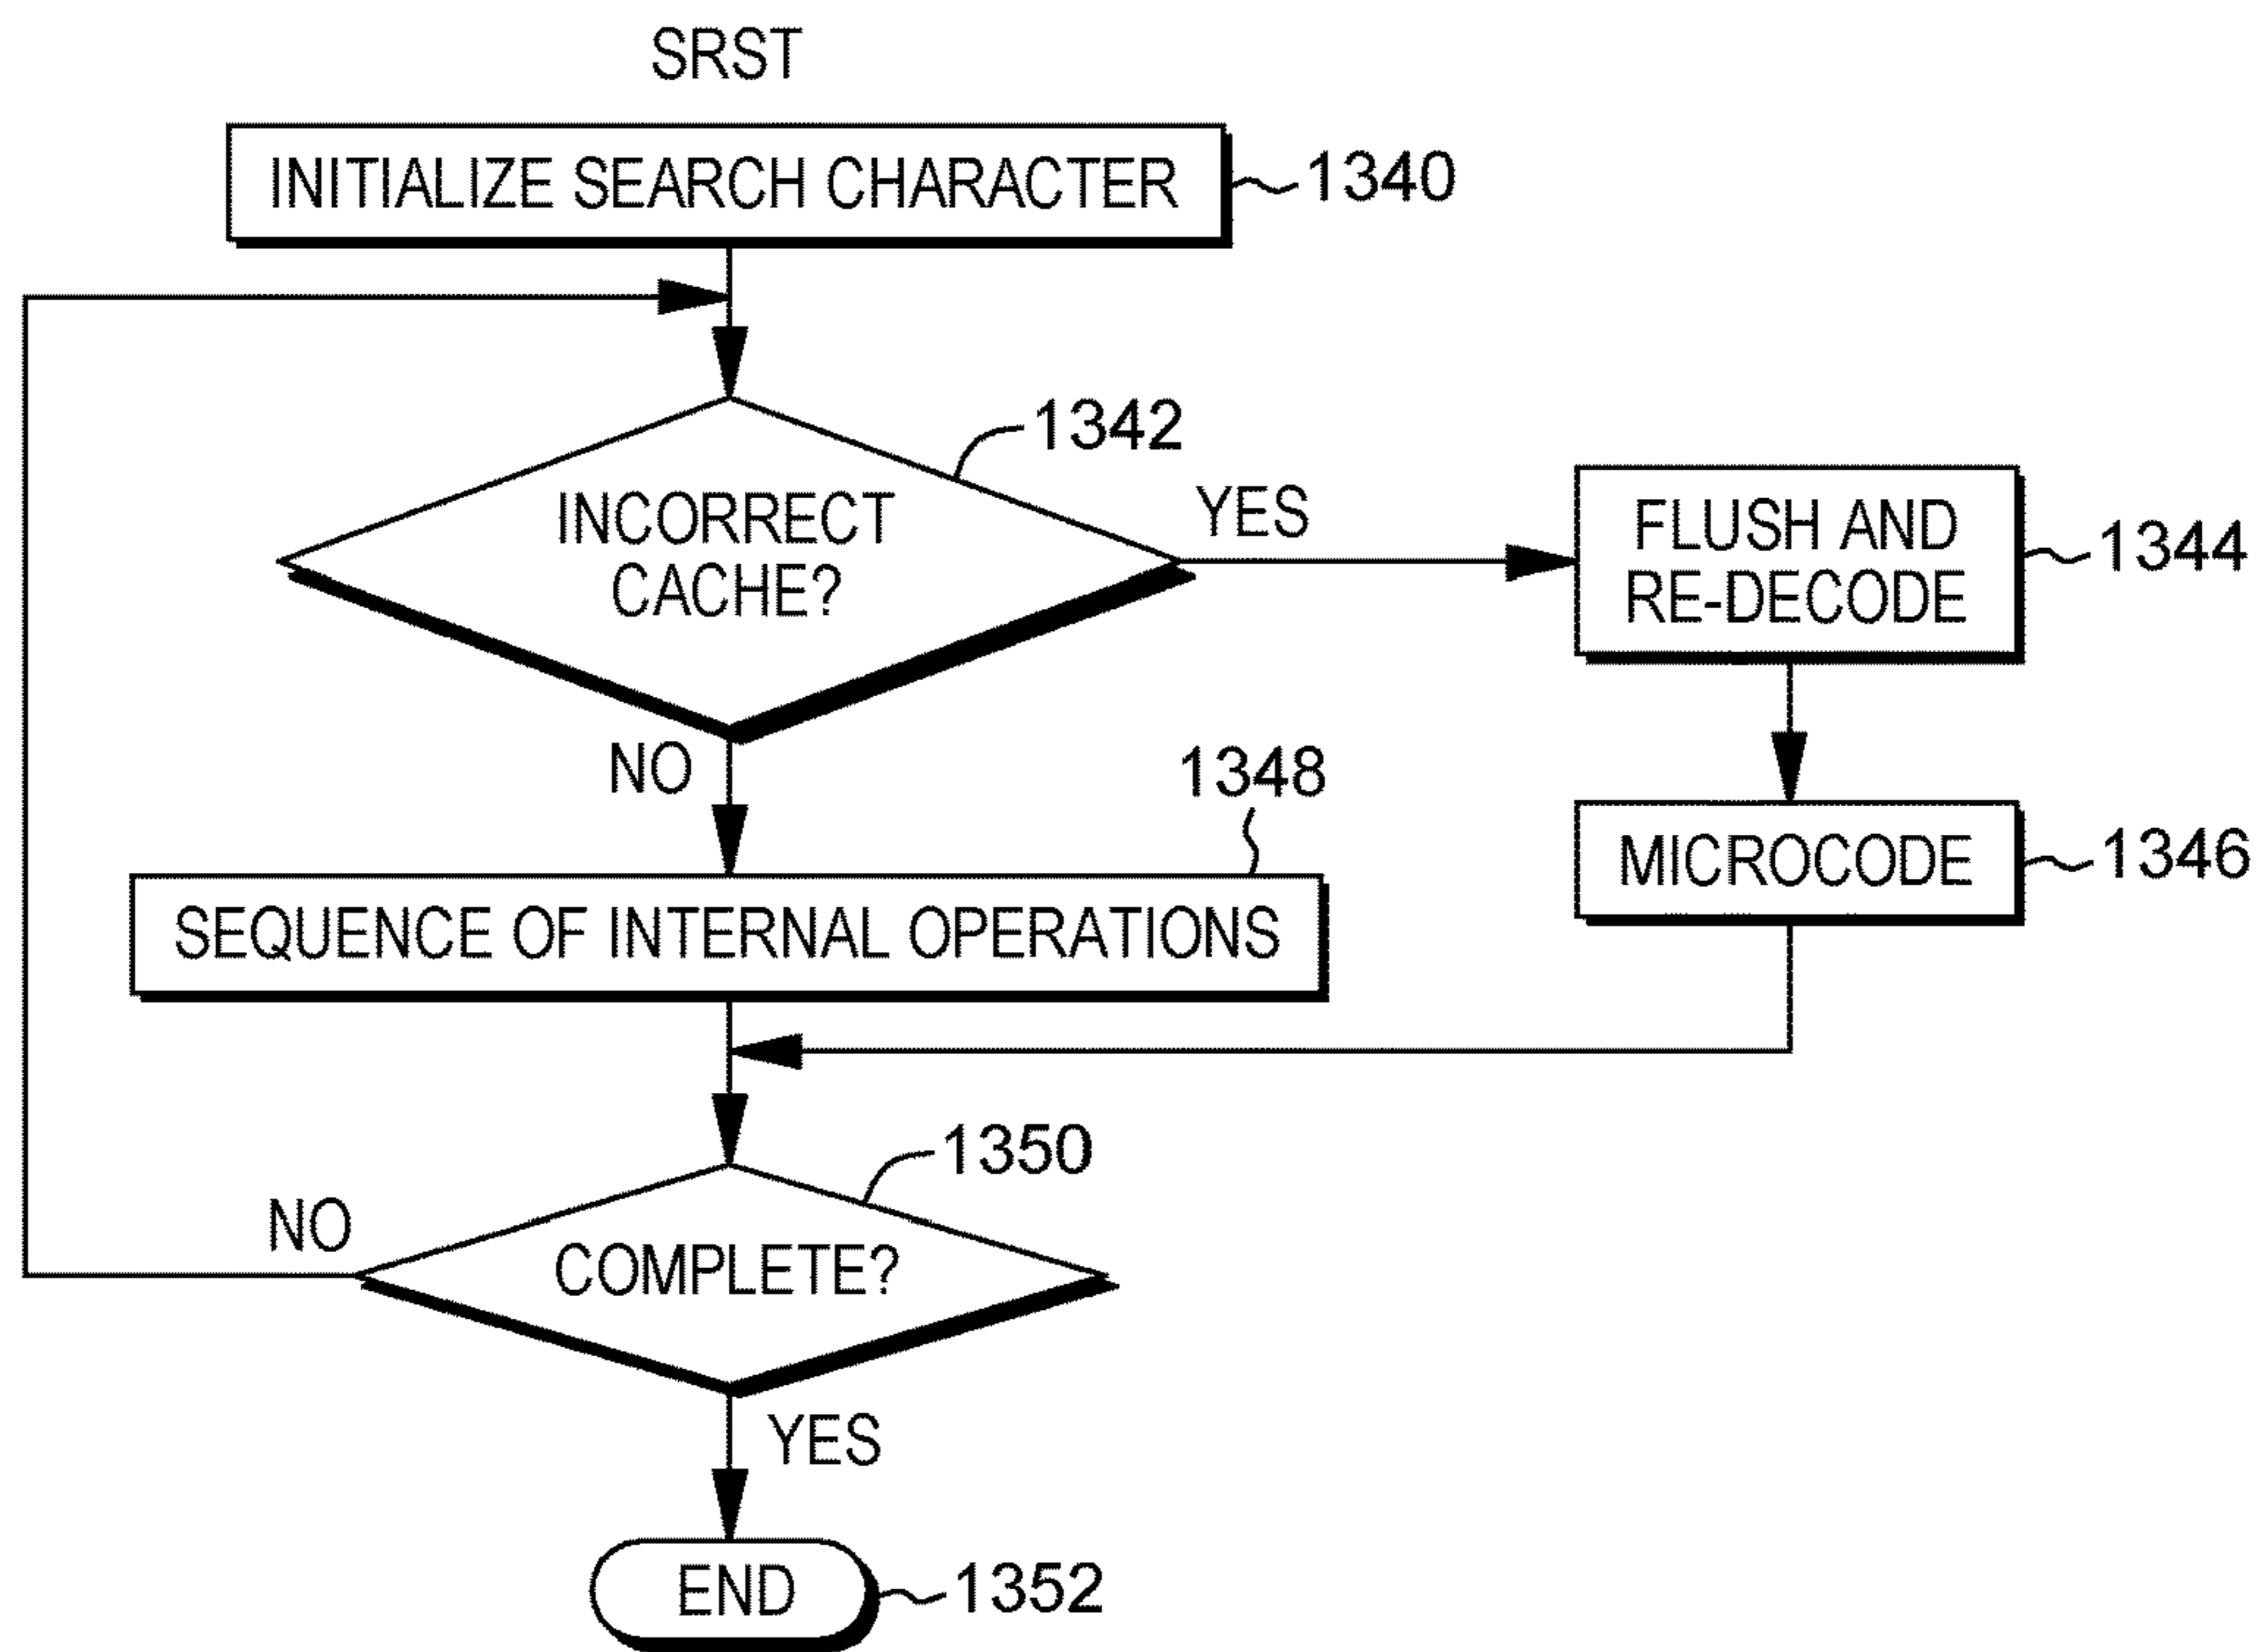 SRST
INITIALIZE SEARCH CHARACTER
1340
1342
INCORRECT
CACHE?
YES
FLUSH AND
RE-DECODE
1344
NO
1348
MICROCODE
1346
SEQUENCE OF INTERNAL OPERATIONS
1350
NO
COMPLETE?
YES
END
1352